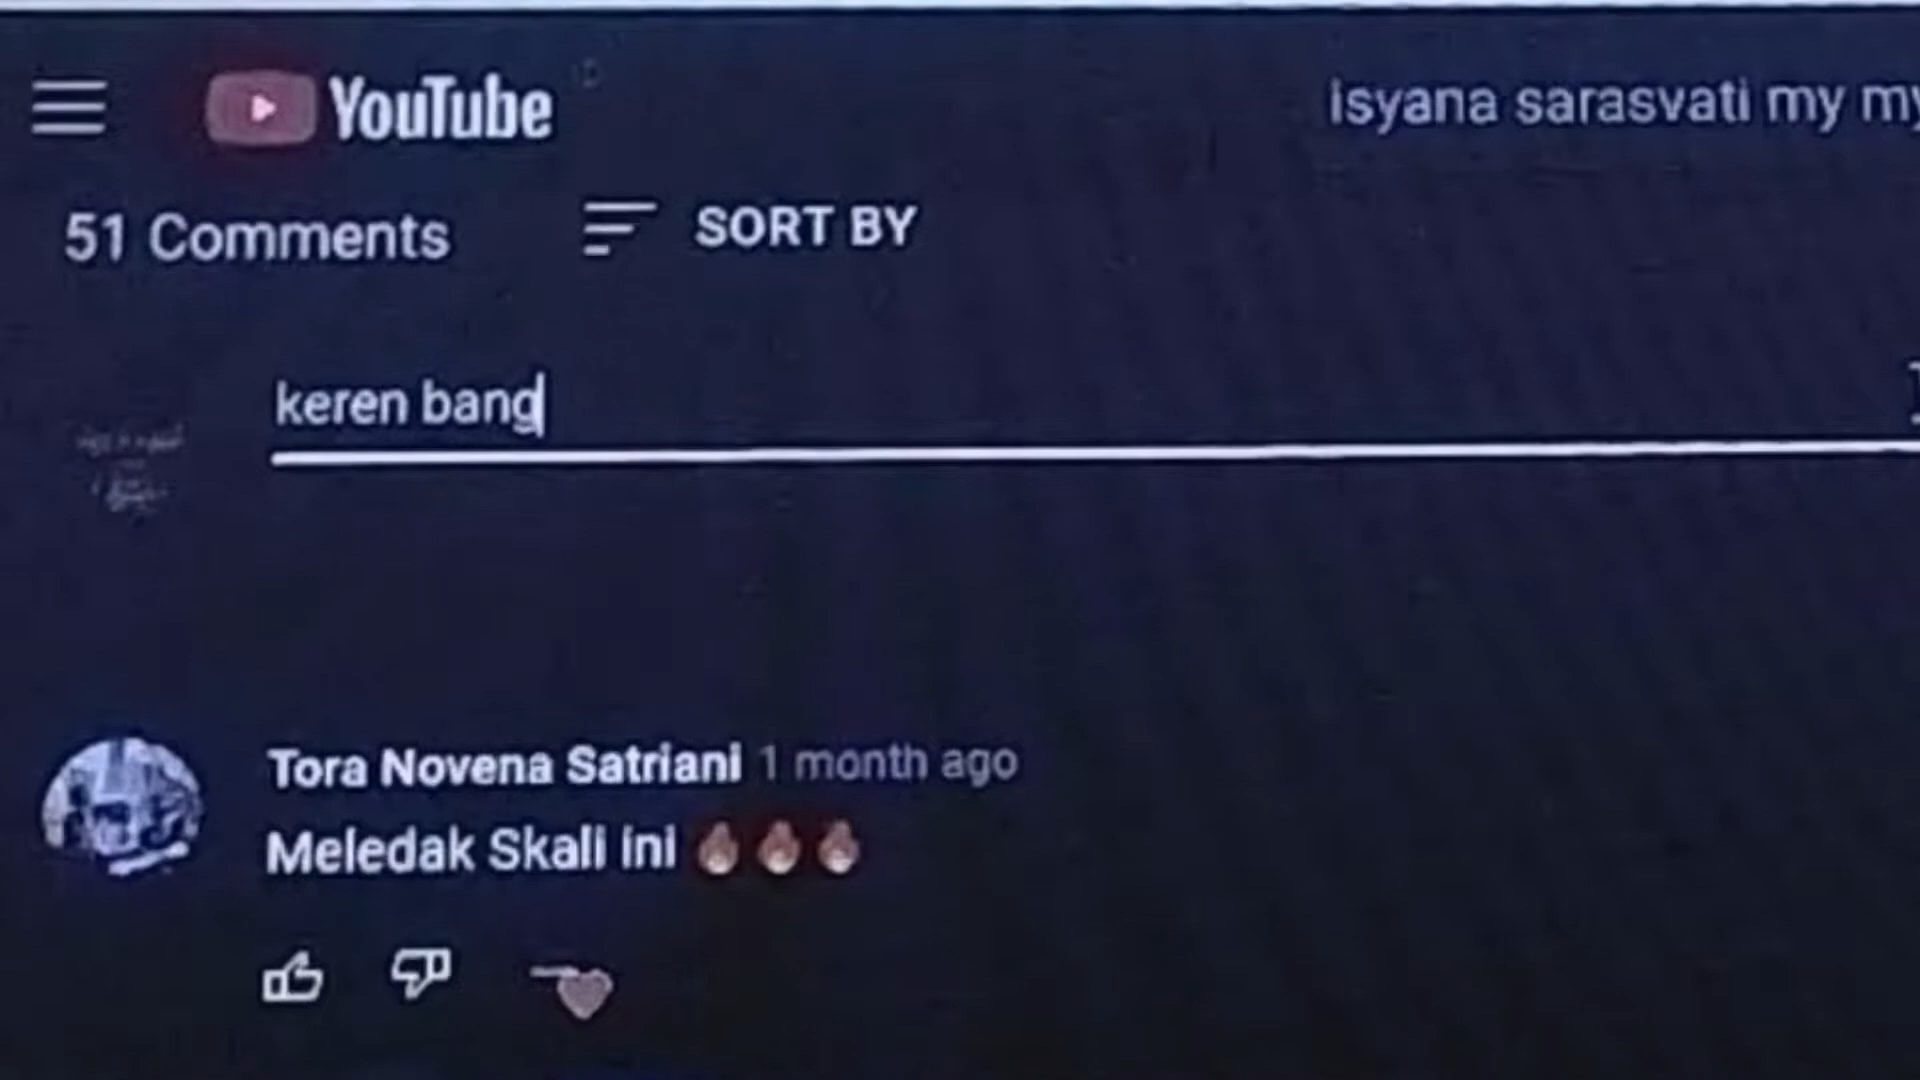 YouTube
isyana sarasvati my my
51 Comments
SORT BY
keren bang
Tora Novena Satriani 1 month ago
Meledak Skali ini 🔥🔥🔥